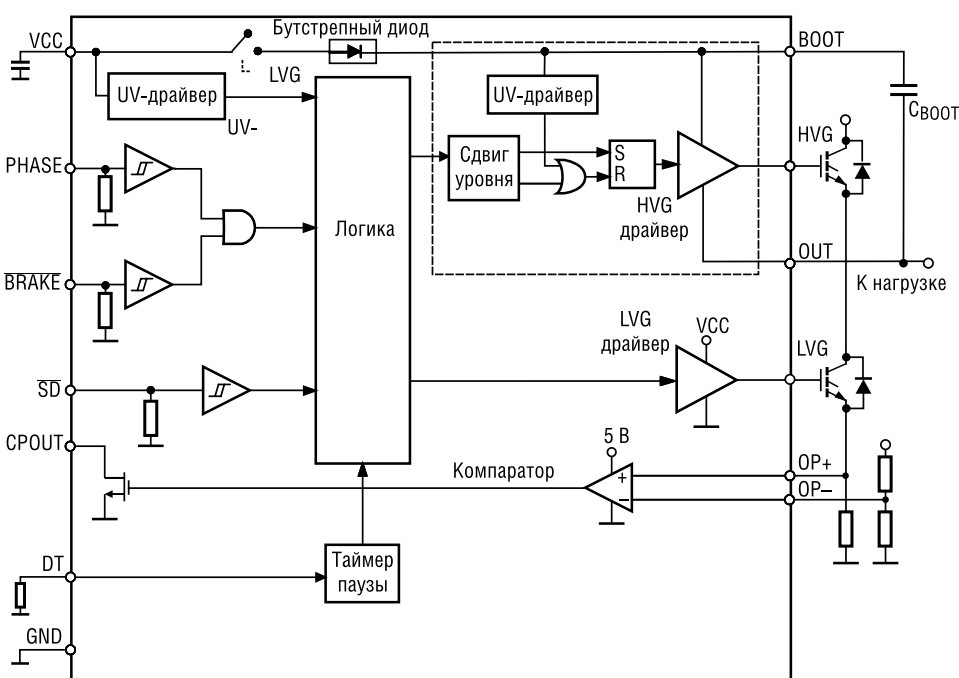 Бутстрепный диод
VCC
BOOT
LVG
UV-драйвер
UV-
UV-драйвер
CBOOT
PHASE
HVG
Сдвиг
уровня
S
R
HVG
драйвер
Логика
OUT
К нагрузке
BRAKE
LVG
драйвер
VCC
LVG
SD
CPOUT
5 В
Компаратор
+
−
OP+
OP−
DT
Таймер
паузы
GND